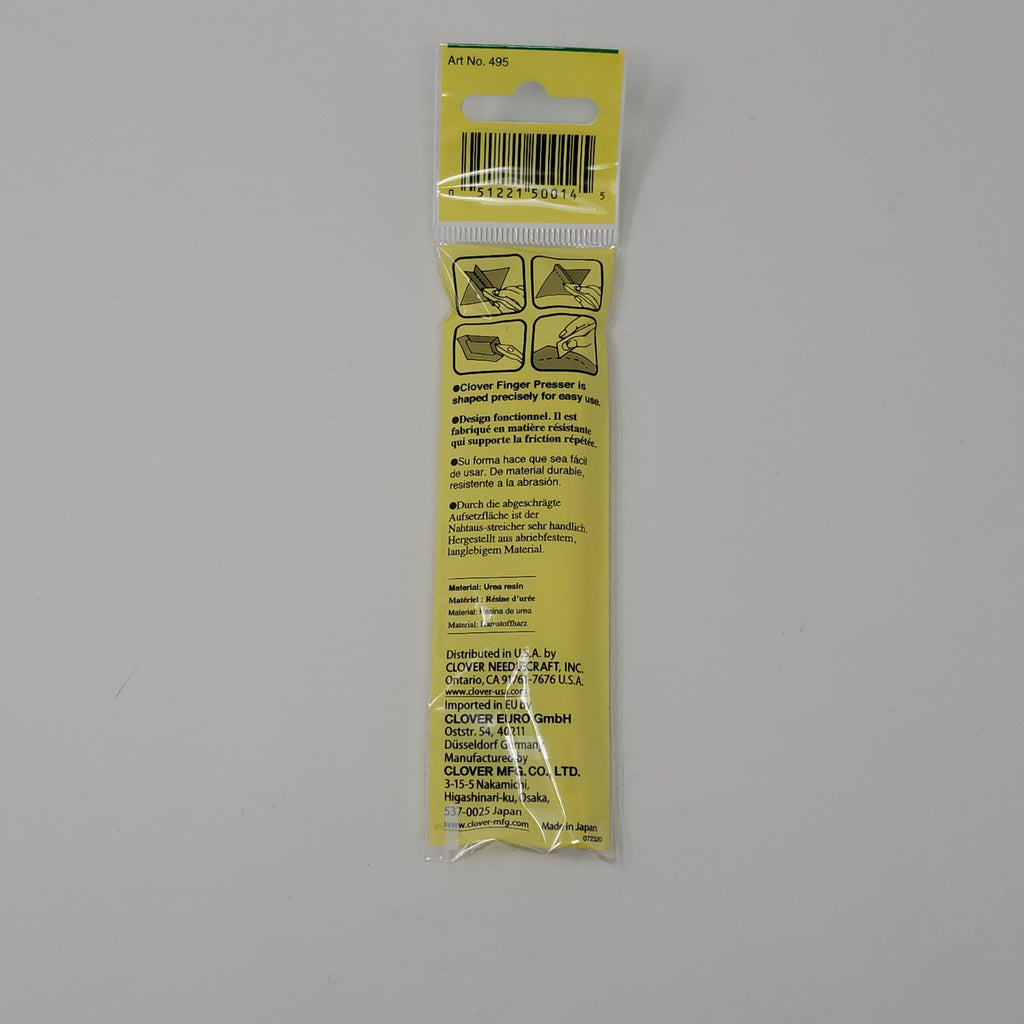 Art No. 495
0 51221 50014 5
●Clover Finger Presser is
shaped precisely for easy use.
●Design fonctionnel. Il est
fabriqué en matière résistante
qui supporte la friction répétée.
●Su forma hace que sea fácil
de usar. De material durable,
resistente a la abrasión.
●Durch die abgeschrägte
Aufsetzfläche ist der
Nahtaus-streicher sehr handlich.
Hergestellt aus abriebfestem,
langlebigem Material.
Material: Urea resin
Matériel : Résine d'urée
Material: Resina de urea
Material: Harnstoffharz
Distributed in U.S.A. by
CLOVER NEEDLECRAFT, INC.
Ontario, CA 91761-7676 U.S.A.
www.clover-usa.com
Imported in EU by
CLOVER EURO GmbH
Oststr. 54, 40211
Düsseldorf Germany
Manufactured by
CLOVER MFG. CO., LTD.
3-15-5 Nakamichi,
Higashinari-ku, Osaka,
537-0025 Japan
www.clover-mfg.com Made in Japan
072320